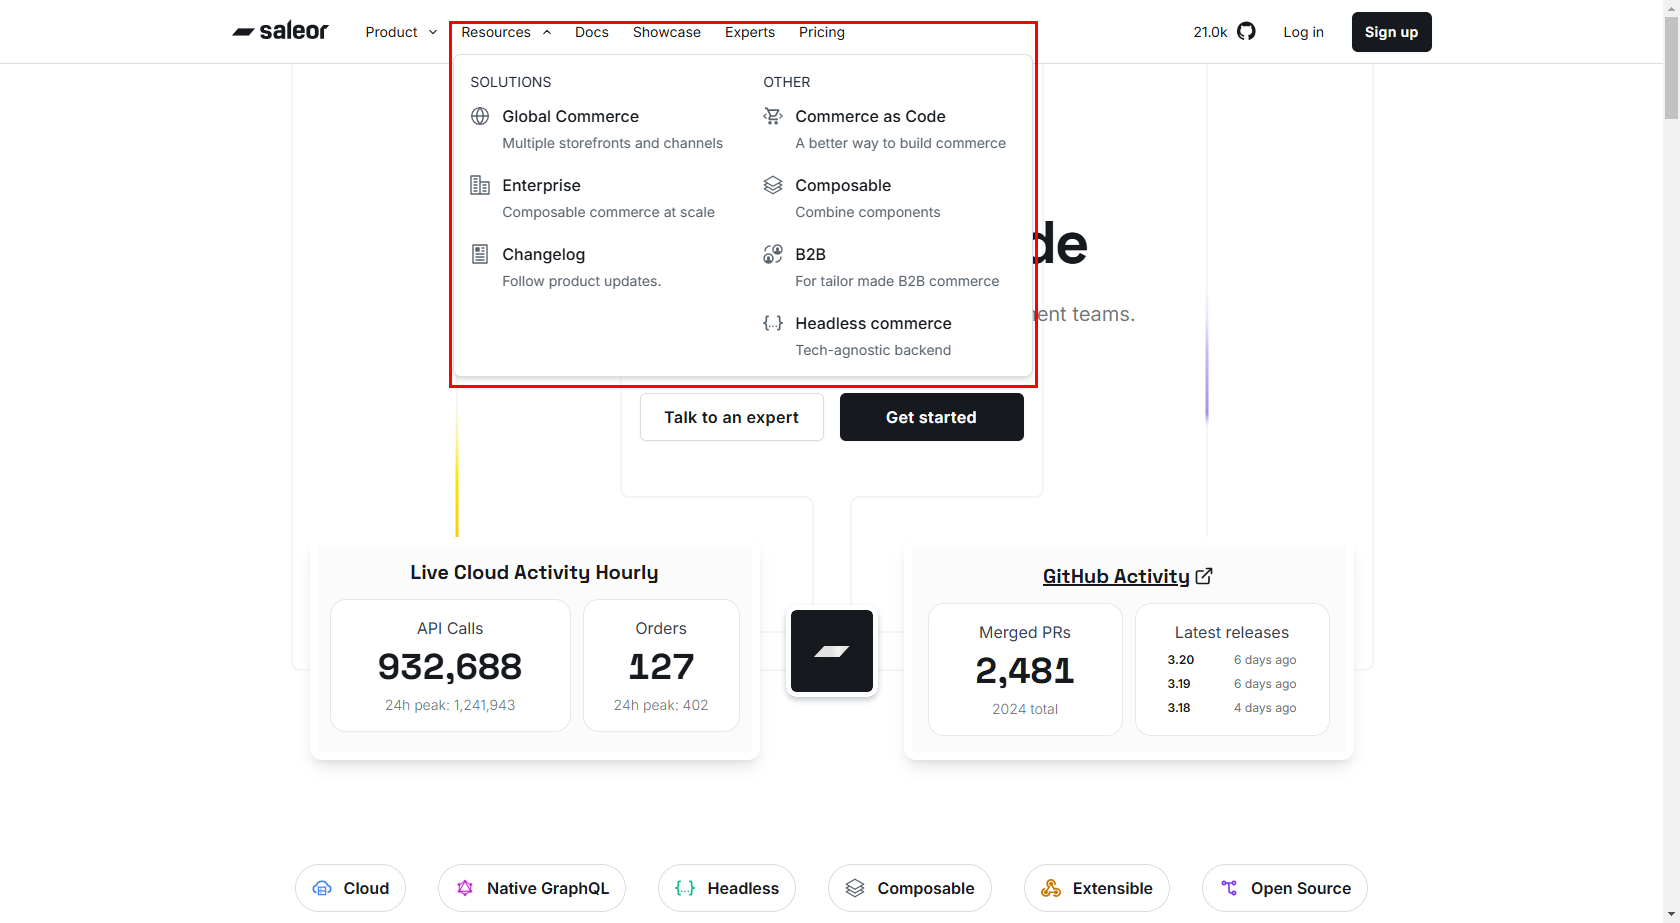 saleor
Product
Resources
Docs
Showcase
Experts
Pricing
21.0k
Log in
Sign up
SOLUTIONS
Global Commerce
Multiple storefronts and channels
Enterprise
Composable commerce at scale
Changelog
Follow product updates.
OTHER
Commerce as Code
A better way to build commerce
Composable
Combine components
B2B
For tailor made B2B commerce
Headless commerce
Tech-agnostic backend
de
ent teams.
Talk to an expert
Get started
Live Cloud Activity Hourly
API Calls
932,688
24h peak: 1,241,943
Orders
127
24h peak: 402
GitHub Activity
Merged PRs
2,481
2024 total
Latest releases
3.20 6 days ago
3.19 6 days ago
3.18 4 days ago
Cloud
Native GraphQL
Headless
Composable
Extensible
Open Source